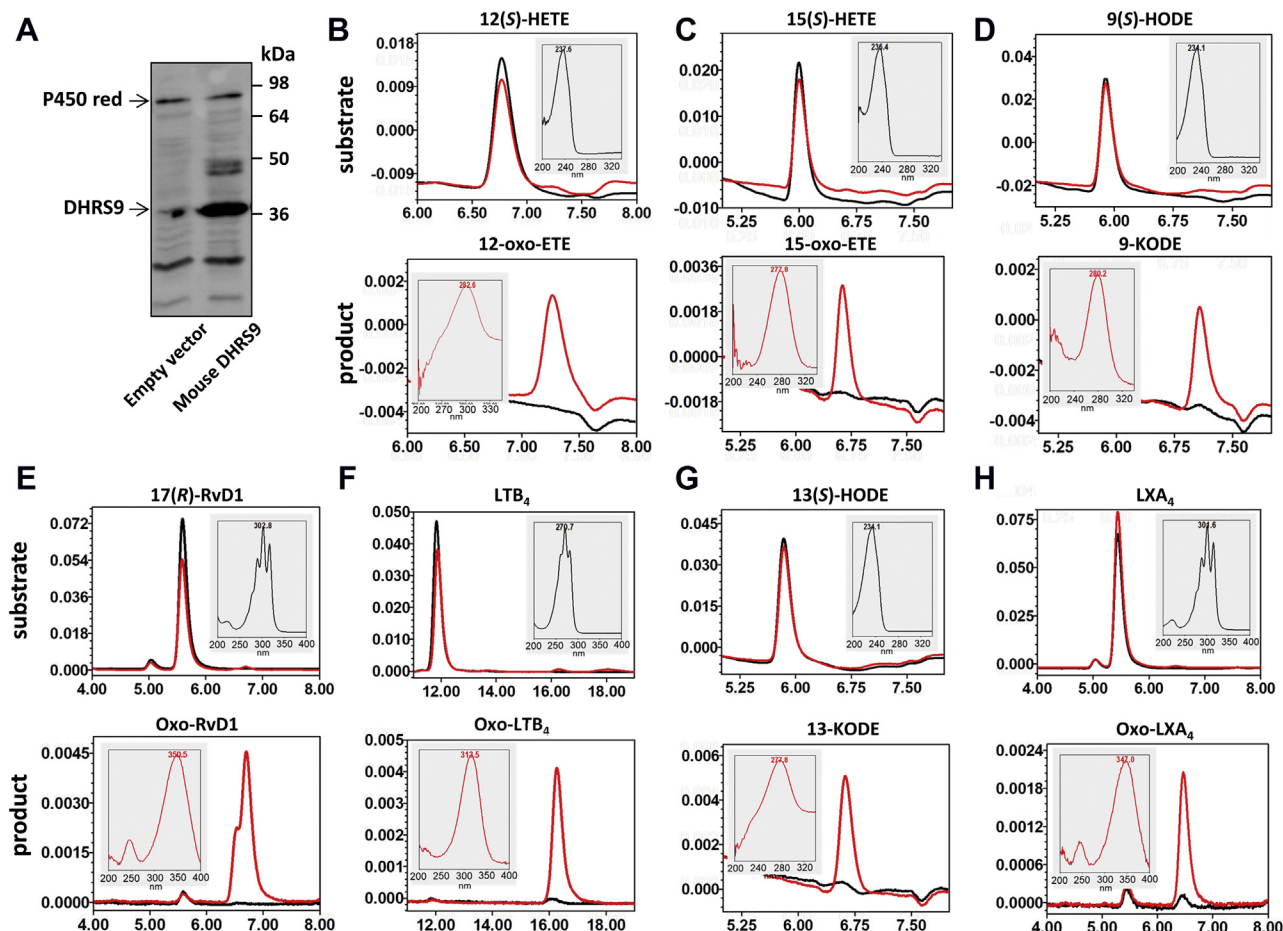 A
kDa
P450 red
98
64
50
DHRS9
36
Empty vector
Mouse DHRS9
B
12(S)-HETE
substrate
0.018
0.009
0.000
-0.009
6.00 6.50 7.00 7.50 8.00
237.6
200 240 280 320
nm
12-oxo-ETE
product
0.002
0.000
-0.002
-0.004
6.00 6.50 7.00 7.50 8.00
282.6
200 250 300 350
nm
C
15(S)-HETE
0.020
0.010
0.000
-0.010
5.25 6.00 6.75 7.50
236.4
200 240 280 320
nm
15-oxo-ETE
0.0036
0.0018
0.0000
-0.0018
5.25 6.00 6.75 7.50
277.8
200 240 280 320
nm
D
9(S)-HODE
0.04
0.02
0.00
-0.02
5.25 6.00 6.75 7.50
234.1
200 240 280 320
nm
9-KODE
0.002
0.000
-0.002
-0.004
5.25 6.00 6.75 7.50
280.2
200 240 280 320
nm
E
17(R)-RvD1
substrate
0.072
0.054
0.036
0.018
0.000
4.00 5.00 6.00 7.00 8.00
302.8
200 250 300 350 400
nm
Oxo-RvD1
product
0.0045
0.0030
0.0015
0.0000
4.00 5.00 6.00 7.00 8.00
350.5
200 250 300 350 400
nm
F
LTB4
0.050
0.040
0.030
0.020
0.010
0.000
12.00 14.00 16.00 18.00
270.7
200 250 300 350 400
nm
Oxo-LTB4
0.005
0.004
0.003
0.002
0.001
0.000
12.00 14.00 16.00 18.00
313.5
200 250 300 350 400
nm
G
13(S)-HODE
0.045
0.030
0.015
0.000
5.25 6.00 6.75 7.50
234.1
200 240 280 320
nm
13-KODE
0.006
0.004
0.002
0.000
5.25 6.00 6.75 7.50
277.8
200 240 280 320
nm
H
LXA4
0.075
0.050
0.025
0.000
4.00 5.00 6.00 7.00 8.00
301.6
200 250 300 350 400
nm
Oxo-LXA4
0.0024
0.0018
0.0012
0.0006
0.0000
4.00 5.00 6.00 7.00 8.00
347.0
200 250 300 350 400
nm